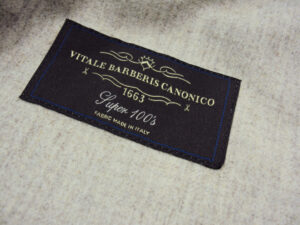 VITALE BARBERIS CANONICO
1663
Super 100's
FABRIC MADE IN ITALY